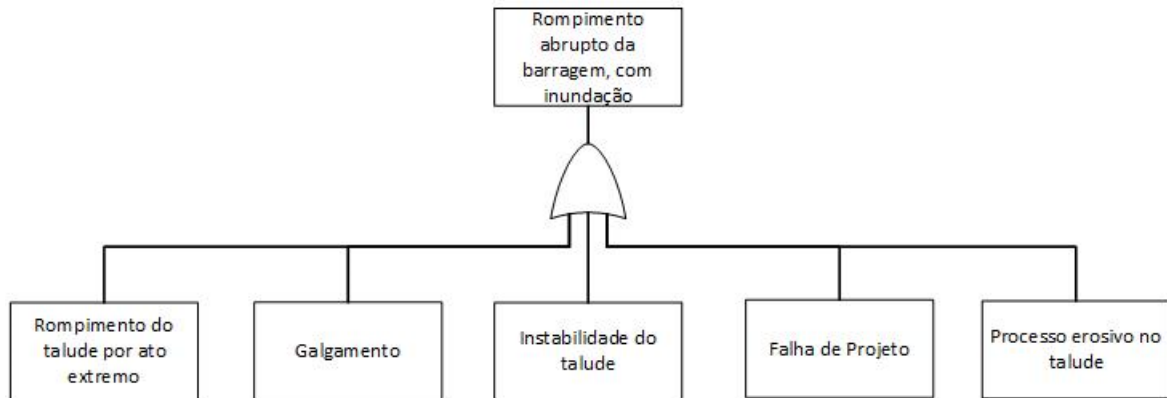 Rompimento
abrupto da
barragem, com
inundação
Rompimento do
talude por ato
extremo
Galgamento
Instabilidade do
talude
Falha de Projeto
Processo erosivo no
talude